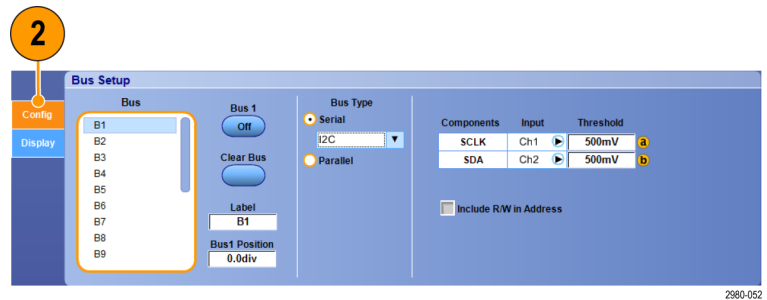 2
Bus Setup
Config
Display
Bus
B1
B2
B3
B4
B5
B6
B7
B8
B9
Bus 1
Off
Clear Bus
Label
B1
Bus1 Position
0.0div
Bus Type
Serial
I2C
Parallel
Components Input Threshold
SCLK Ch1 500mV a
SDA Ch2 500mV b
Include R/W in Address
2980-052